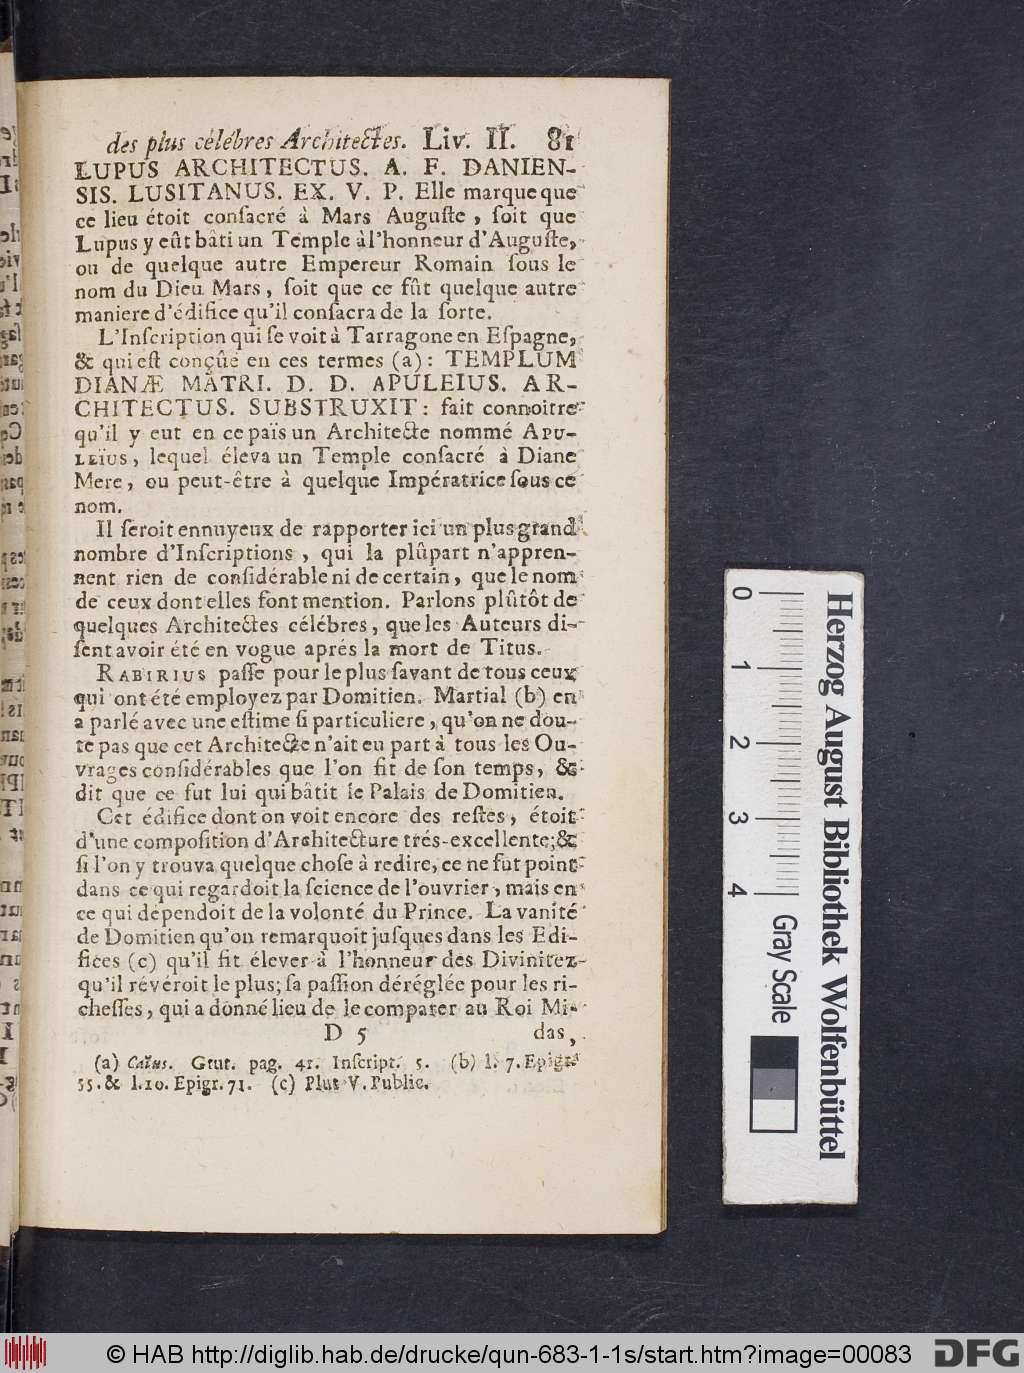 des plus célébres Architectes. Liv. II. 81
LUPUS ARCHITECTUS. A. F. DANIEN-
SIS. LUSITANUS. EX. V. P. Elle marque que
ce lieu étoit consacré à Mars Auguste, soit que
Lupus y eût bâti un Temple à l'honneur d'Auguste,
ou de quelque autre Empereur Romain sous le
nom du Dieu Mars, soit que ce fût quelque autre
maniere d'édifice qu'il consacra de la sorte.
L'Inscription qui se voit à Tarragone en Espagne,
& qui est conçûe en ces termes (a): TEMPLUM
DIANÆ MATRI. D. D. APULEIUS. AR-
CHITECTUS. SUBSTRUXIT: fait connoitre
qu'il y eut en ce païs un Architecte nommé APU-
LEÏUS, lequel éleva un Temple consacré à Diane
Mere, ou peut-être à quelque Impératrice sous ce
nom.
Il seroit ennuyeux de rapporter ici un plus grand
nombre d'Inscriptions, qui la plûpart n'appren-
nent rien de considérable ni de certain, que le nom
de ceux dont elles font mention. Parlons plûtôt de
quelques Architectes célébres, que les Auteurs di-
sent avoir été en vogue aprés la mort de Titus.
RABIRIUS passe pour le plus savant de tous ceux
qui ont été employez par Domitien. Martial (b) en
a parlé avec une estime si particuliere, qu'on ne dou-
te pas que cet Architecte n'ait eu part à tous les Ou-
vrages considérables que l'on fit de son temps, &
dit que ce fut lui qui bâtit le Palais de Domitien.
Cet édifice dont on voit encore des restes, étoit
d'une composition d'Architecture trés-excellente; &
si l'on y trouva quelque chose à redire, ce ne fut point
dans ce qui regardoit la science de l'ouvrier, mais en
ce qui dépendoit de la volonté du Prince. La vanité
de Domitien qu'on remarquoit jusques dans les Edi-
fices (c) qu'il fit élever à l'honneur des Divinitez
qu'il révéroit le plus; sa passion déréglée pour les ri-
chesses, qui a donné lieu de le comparer au Roi Mi-
D 5 das,
(a) Caïus. Grut. pag. 41. Inscript. 5. (b) l. 7. Epigr.
55. & l. 10. Epigr. 71. (c) Plut V. Public.
0 1 2 3 4
Gray Scale
Herzog August Bibliothek Wolfenbüttel
© HAB http://diglib.hab.de/drucke/qun-683-1-1s/start.htm?image=00083
DFG